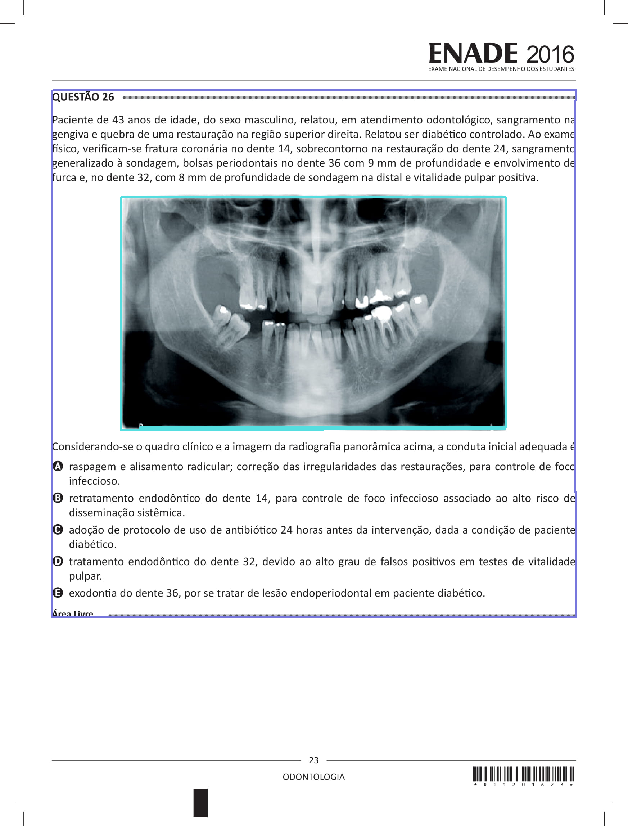 ENADE 2016
EXAME NACIONAL DE DESEMPENHO DOS ESTUDANTES
QUESTÃO 26
Paciente de 43 anos de idade, do sexo masculino, relatou, em atendimento odontológico, sangramento na
gengiva e quebra de uma restauração na região superior direita. Relatou ser diabético controlado. Ao exame
físico, verificam-se fratura coronária no dente 14, sobrecontorno na restauração do dente 24, sangramento
generalizado à sondagem, bolsas periodontais no dente 36 com 9 mm de profundidade e envolvimento de
furca e, no dente 32, com 8 mm de profundidade de sondagem na distal e vitalidade pulpar positiva.
Considerando-se o quadro clínico e a imagem da radiografia panorâmica acima, a conduta inicial adequada é
A raspagem e alisamento radicular; correção das irregularidades das restaurações, para controle de foco
infeccioso.
B retratamento endodôntico do dente 14, para controle de foco infeccioso associado ao alto risco de
disseminação sistêmica.
C adoção de protocolo de uso de antibiótico 24 horas antes da intervenção, dada a condição de paciente
diabético.
D tratamento endodôntico do dente 32, devido ao alto grau de falsos positivos em testes de vitalidade
pulpar.
E exodontia do dente 36, por se tratar de lesão endoperiodontal em paciente diabético.
Área Livre
23
ODONTOLOGIA